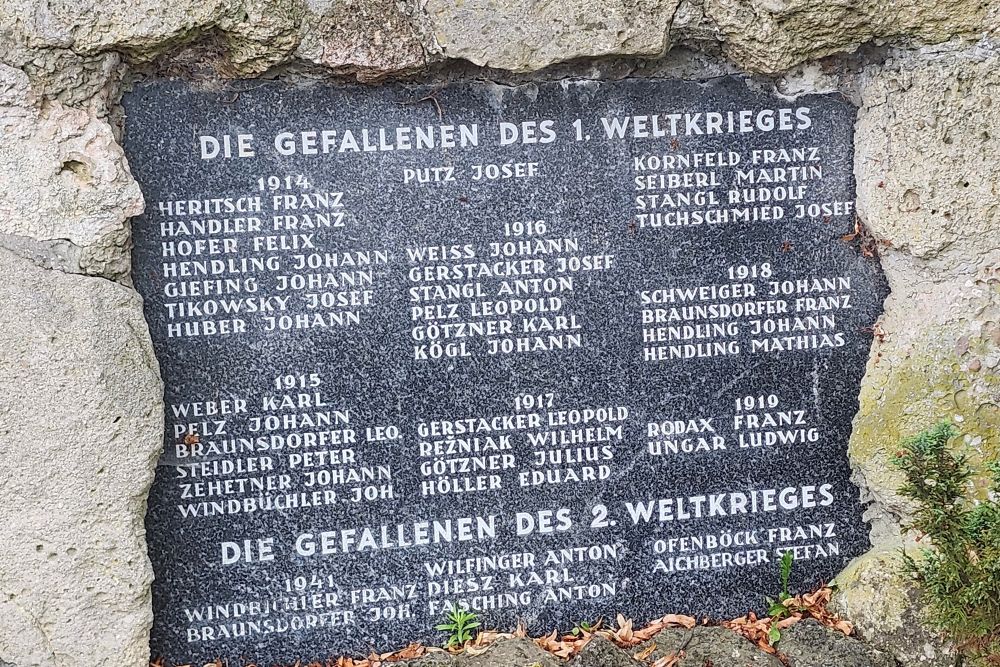 DIE GEFALLENEN DES 1. WELTKRIEGES
1914
HERITSCH FRANZ
HANDLER FRANZ
HOFER FELIX
HENDLING JOHANN
GIEFING JOHANN
TIKOWSKY JOSEF
HUBER JOHANN
1915
WEBER KARL
PELZ JOHANN
BRAUNSDORFER LEO.
STEIDLER PETER
ZEHETNER JOHANN
WINDBÜCHLER JOH.
PUTZ JOSEF
1916
WEISS JOHANN
GERSTACKER JOSEF
STANGL ANTON
PELZ LEOPOLD
GÖTZNER KARL
KÖGL JOHANN
1917
GERSTACKER LEOPOLD
REŽNIAK WILHELM
GÖTZNER JULIUS
HÖLLER EDUARD
KORNFELD FRANZ
SEIBERL MARTIN
STANGL RUDOLF
TUCHSCHMIED JOSEF
1918
SCHWEIGER JOHANN
BRAUNSDORFER FRANZ
HENDLING JOHANN
HENDLING MATHIAS
1919
RODAX FRANZ
UNGAR LUDWIG
DIE GEFALLENEN DES 2. WELTKRIEGES
1941
WINDBICHLER FRANZ
BRAUNSDORFER JOH.
WILFINGER ANTON
DIESZ KARL
FASCHING ANTON
OFENBÖCK FRANZ
AICHBERGER STEFAN